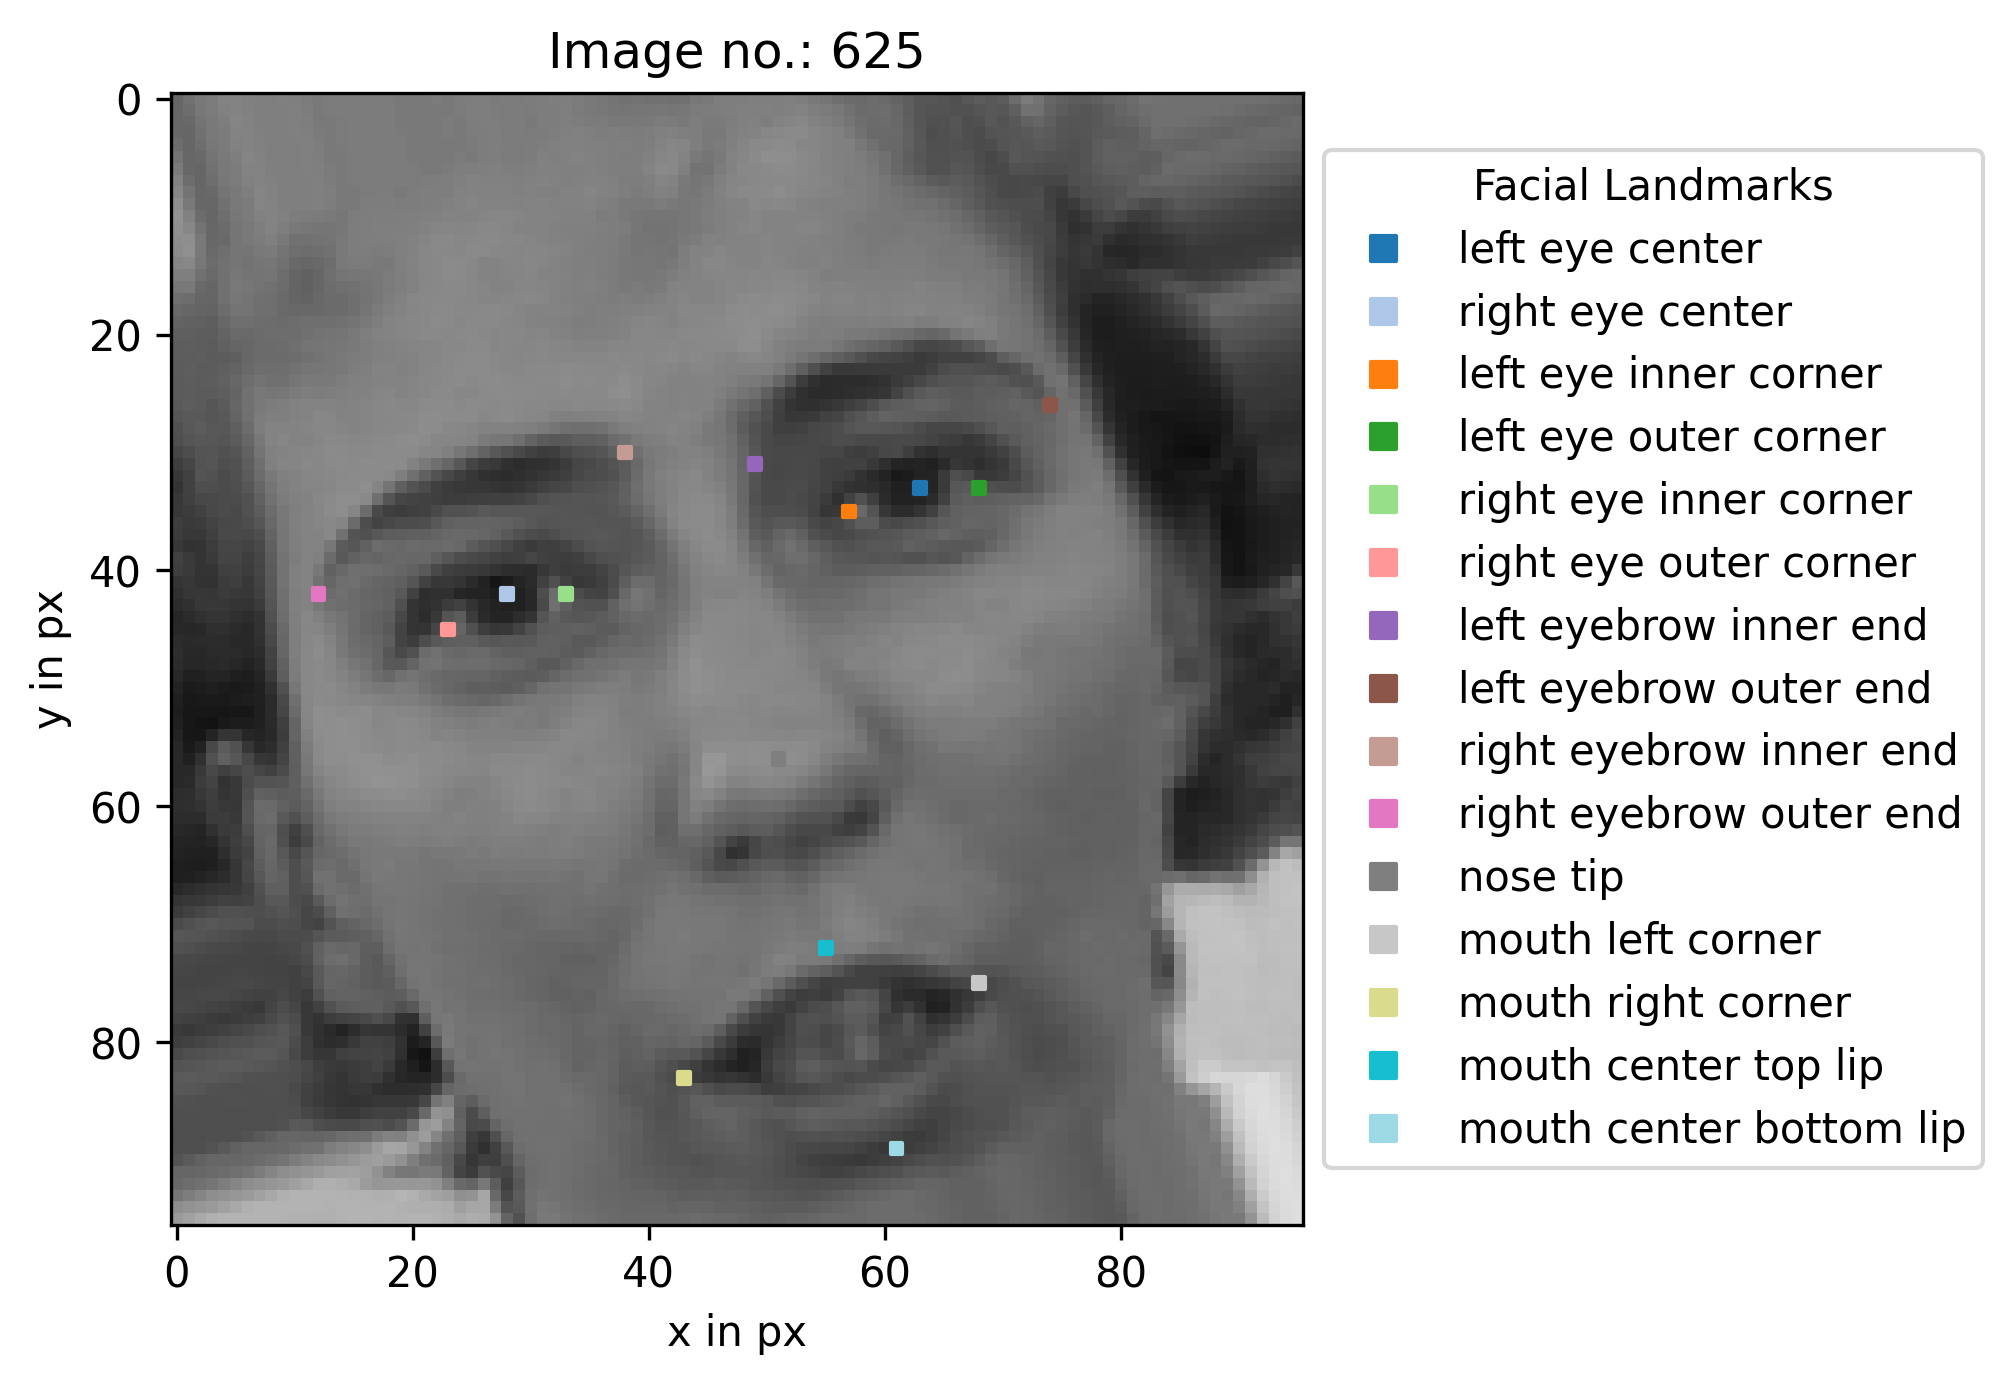 Image no.: 625
0
20
40
60
80
y in px
0 20 40 60 80
x in px
Facial Landmarks
left eye center
right eye center
left eye inner corner
left eye outer corner
right eye inner corner
right eye outer corner
left eyebrow inner end
left eyebrow outer end
right eyebrow inner end
right eyebrow outer end
nose tip
mouth left corner
mouth right corner
mouth center top lip
mouth center bottom lip